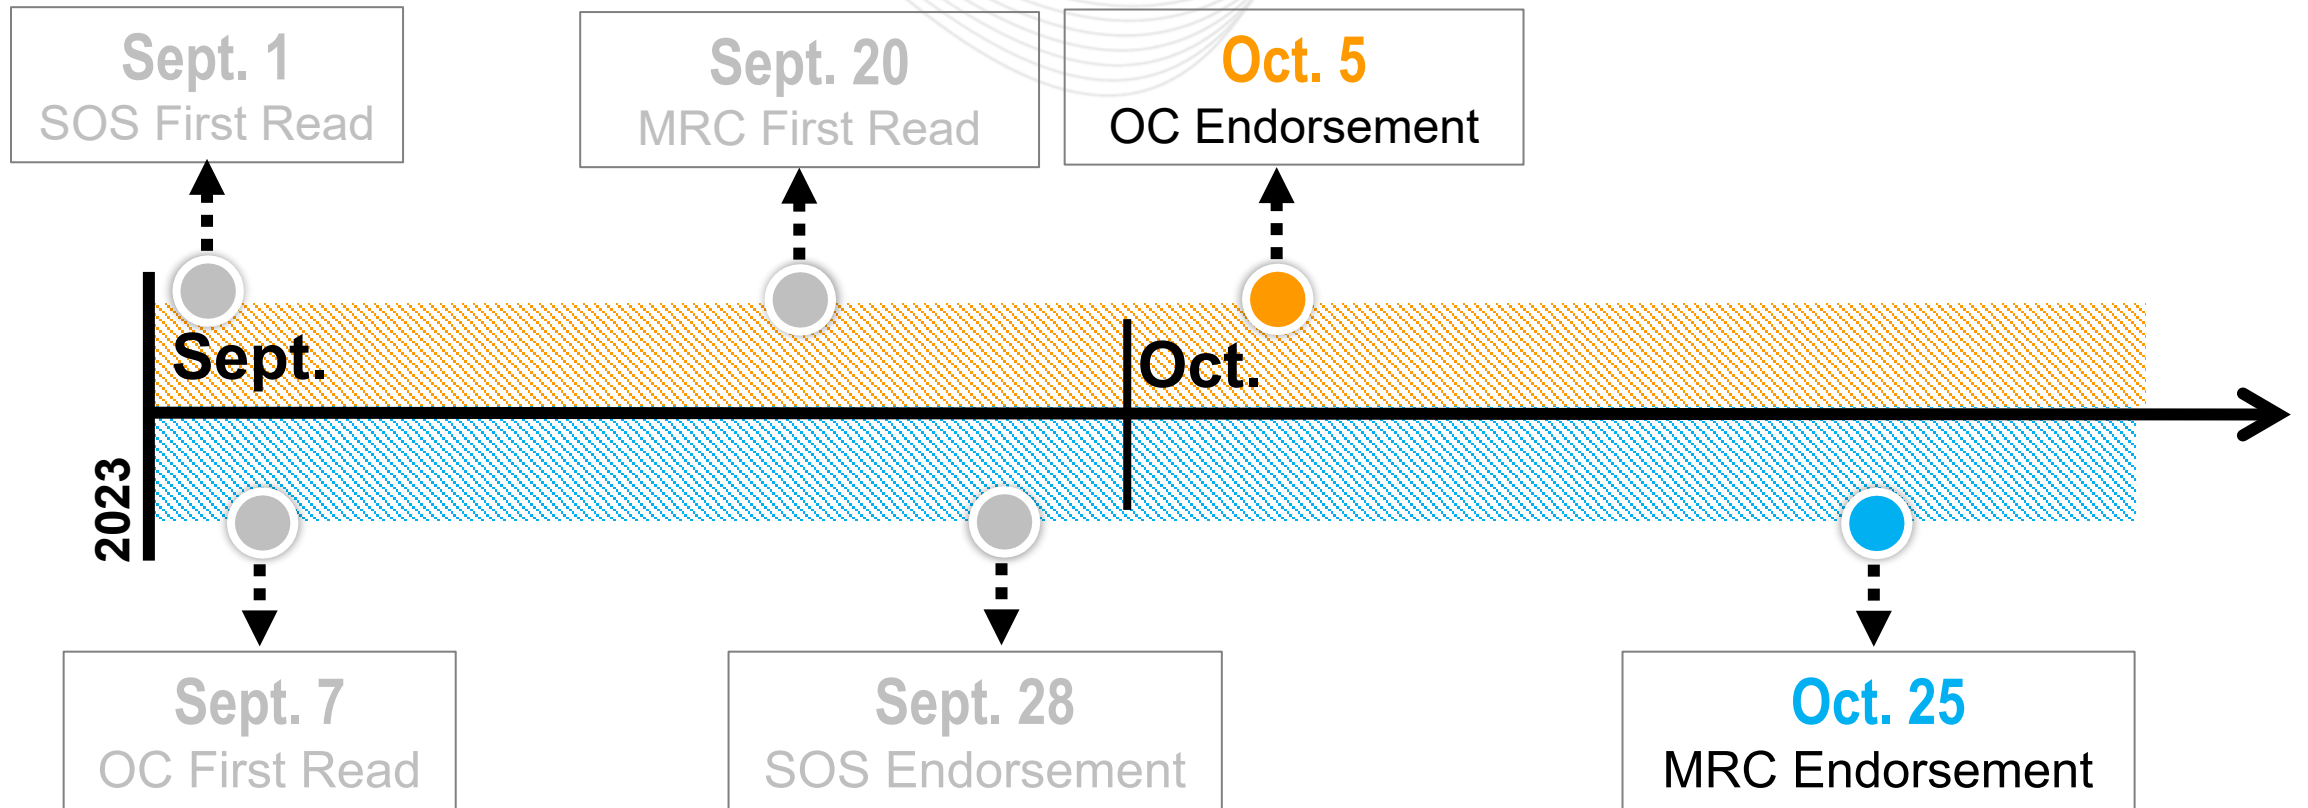 Sept. 1
SOS First Read
Sept. 20
MRC First Read
Oct. 5
OC Endorsement
Sept.
Oct.
2023
Sept. 7
OC First Read
Sept. 28
SOS Endorsement
Oct. 25
MRC Endorsement